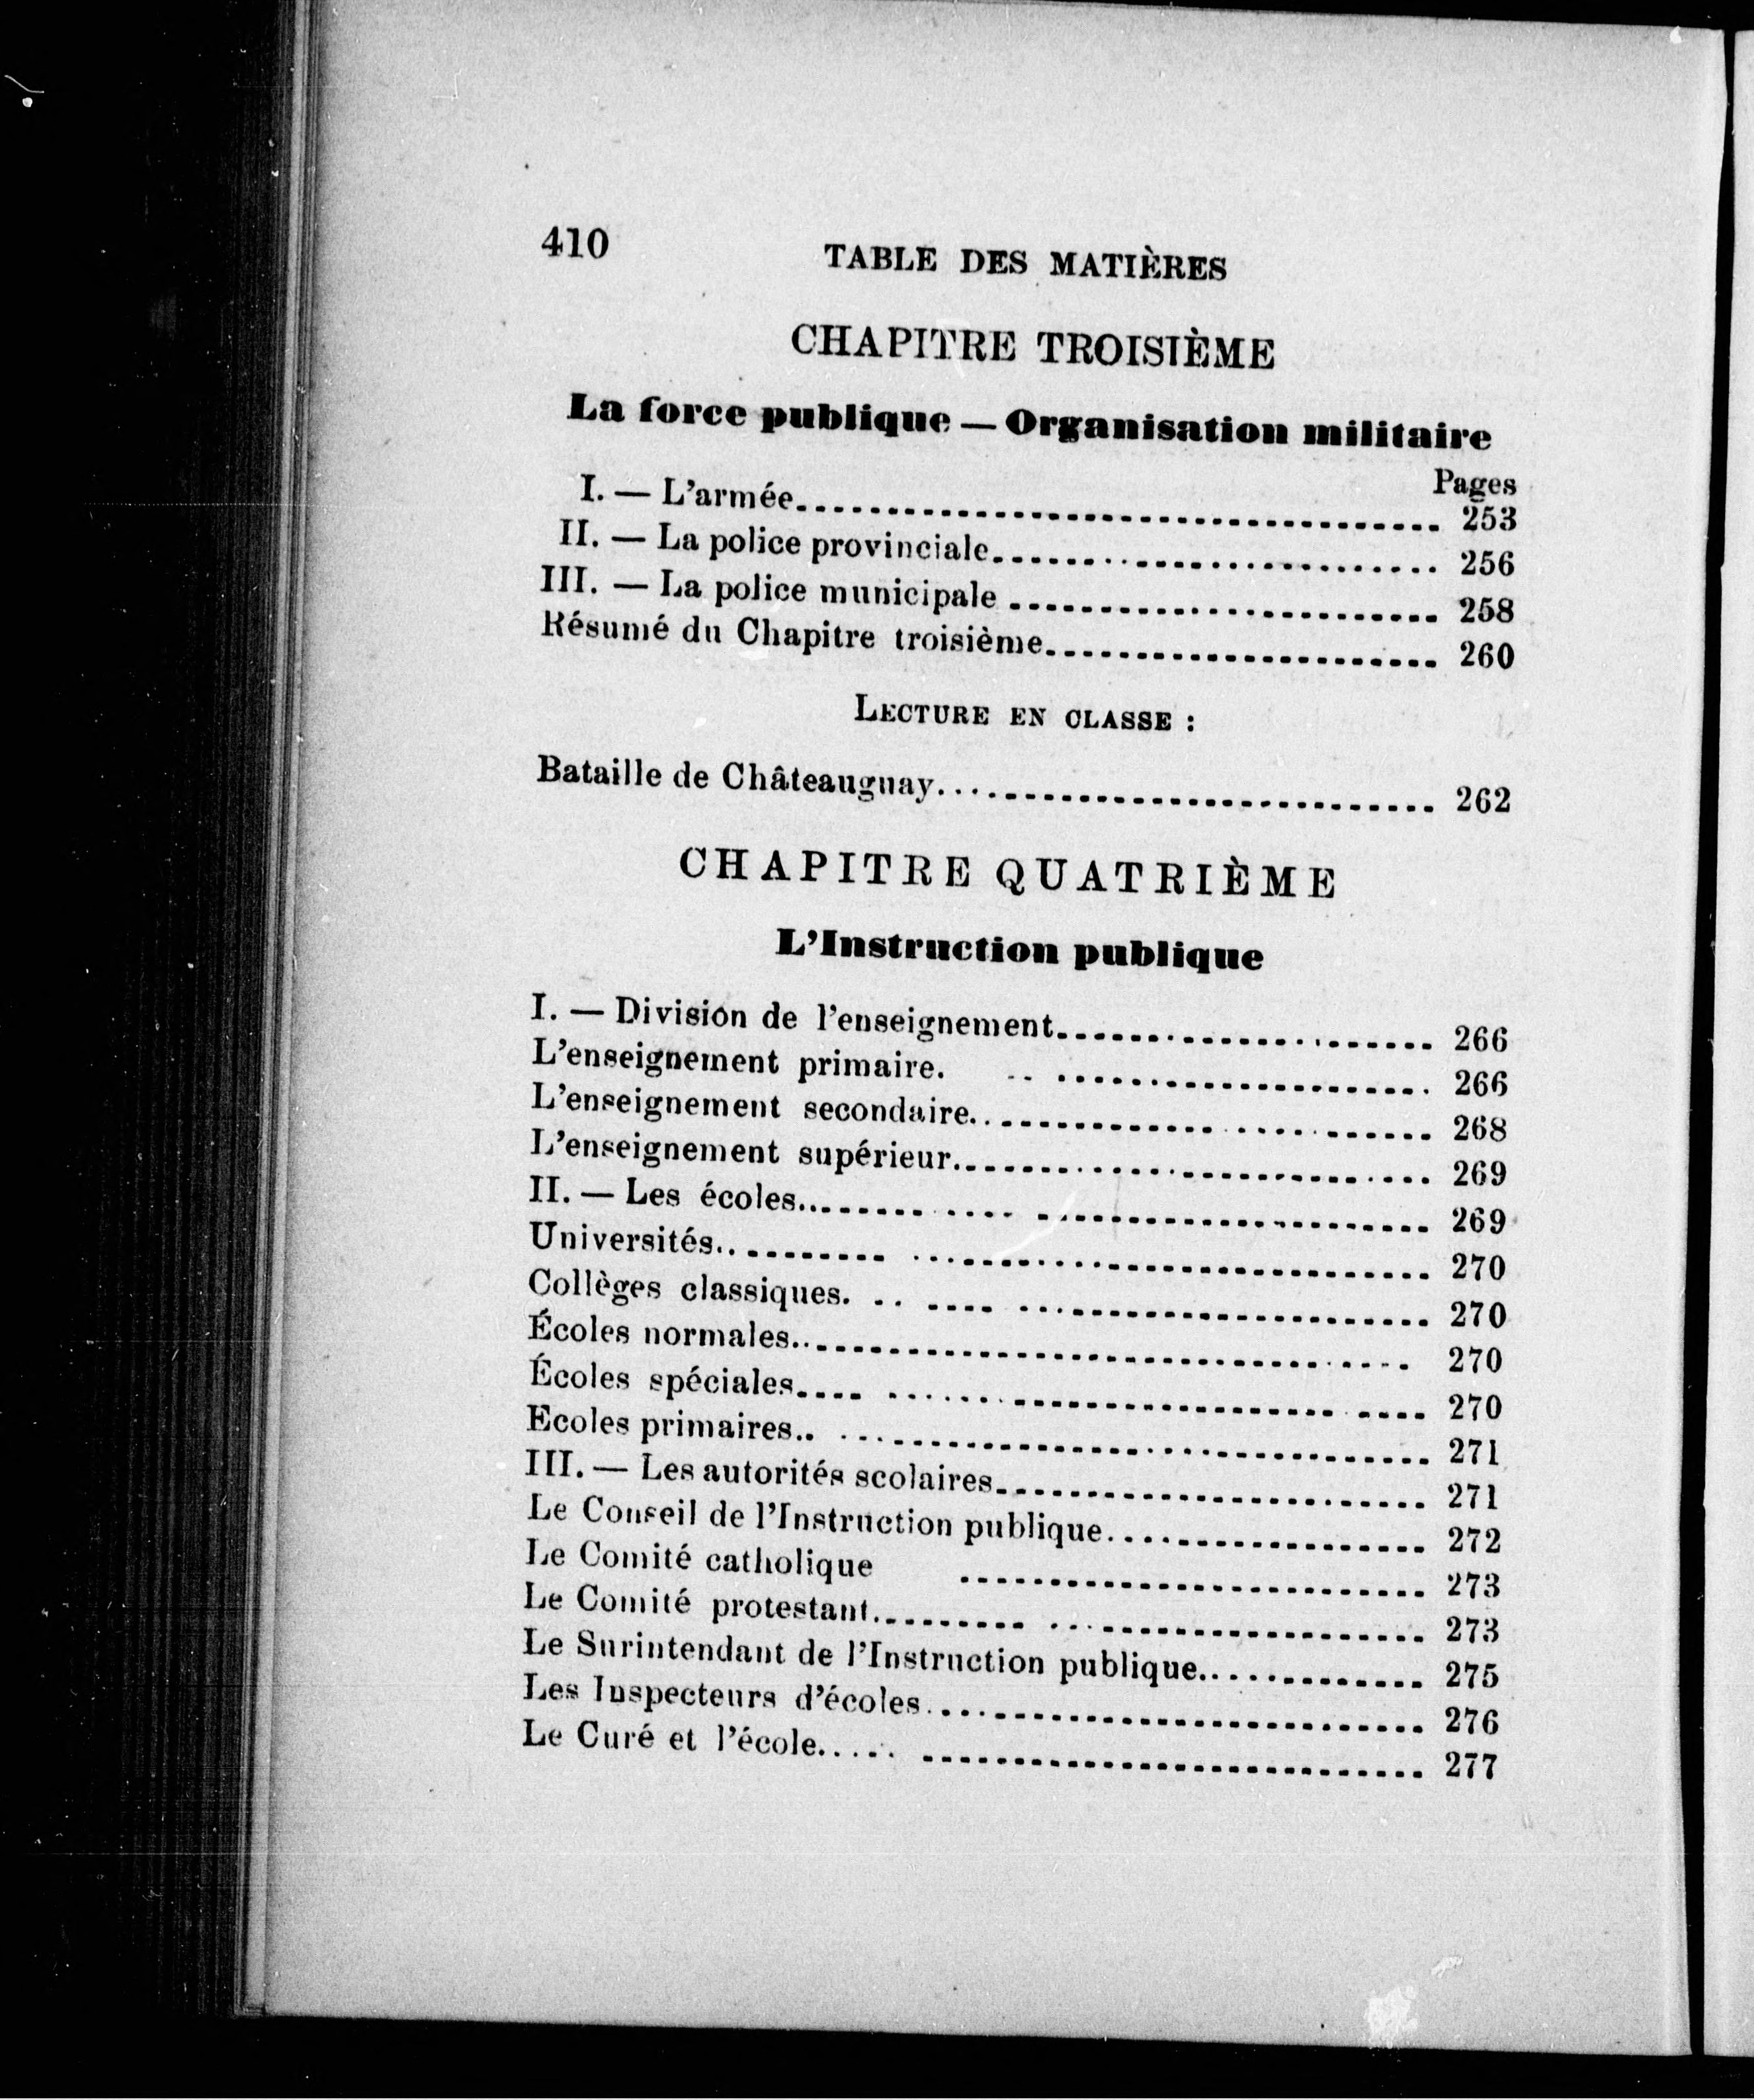 410
TABLE DES MATIÈRES
CHAPITRE TROISIÈME
La force publique — Organisation militaire
Pages
I. — L'armée........................................ 253
II. — La police provinciale........................... 256
III. — La police municipale .......................... 258
Résumé du Chapitre troisième........................ 260
LECTURE EN CLASSE :
Bataille de Châteauguay.............................. 262
CHAPITRE QUATRIÈME
L'Instruction publique
I. — Division de l'enseignement....................... 266
L'enseignement primaire. .. ....................... 266
L'enseignement secondaire............................ 268
L'enseignement supérieur............................. 269
II. — Les écoles...................................... 269
Universités.......... ............................... 270
Collèges classiques. .. .... ........................ 270
Écoles normales...................................... 270
Écoles spéciales.... ......................... .... 270
Ecoles primaires.. .................................. 271
III. — Les autorités scolaires........................ 271
Le Conseil de l'Instruction publique................. 272
Le Comité catholique ........................... 273
Le Comité protestant......... ...................... 273
Le Surintendant de l'Instruction publique............. 275
Les Inspecteurs d'écoles............................. 276
Le Curé et l'école..... ............................. 277